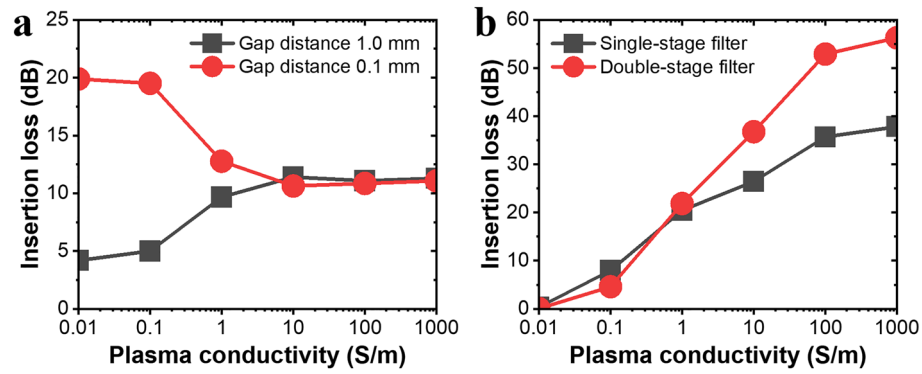 a
25
20
15
10
5
0
Insertion loss (dB)
Gap distance 1.0 mm
Gap distance 0.1 mm
0.01 0.1 1 10 100 1000
Plasma conductivity (S/m)
b
60
50
40
30
20
10
0
Insertion loss (dB)
Single-stage filter
Double-stage filter
0.01 0.1 1 10 100 1000
Plasma conductivity (S/m)